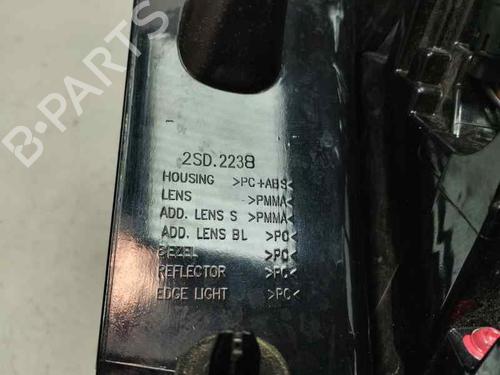 B-PARTS
2SD.2238
HOUSING >PC+ABS<
LENS >PMMA<
ADD. LENS S >PMMA<
ADD. LENS BL >PC<
BEZEL >PC<
REFLECTOR >PC<
EDGE LIGHT >PC<